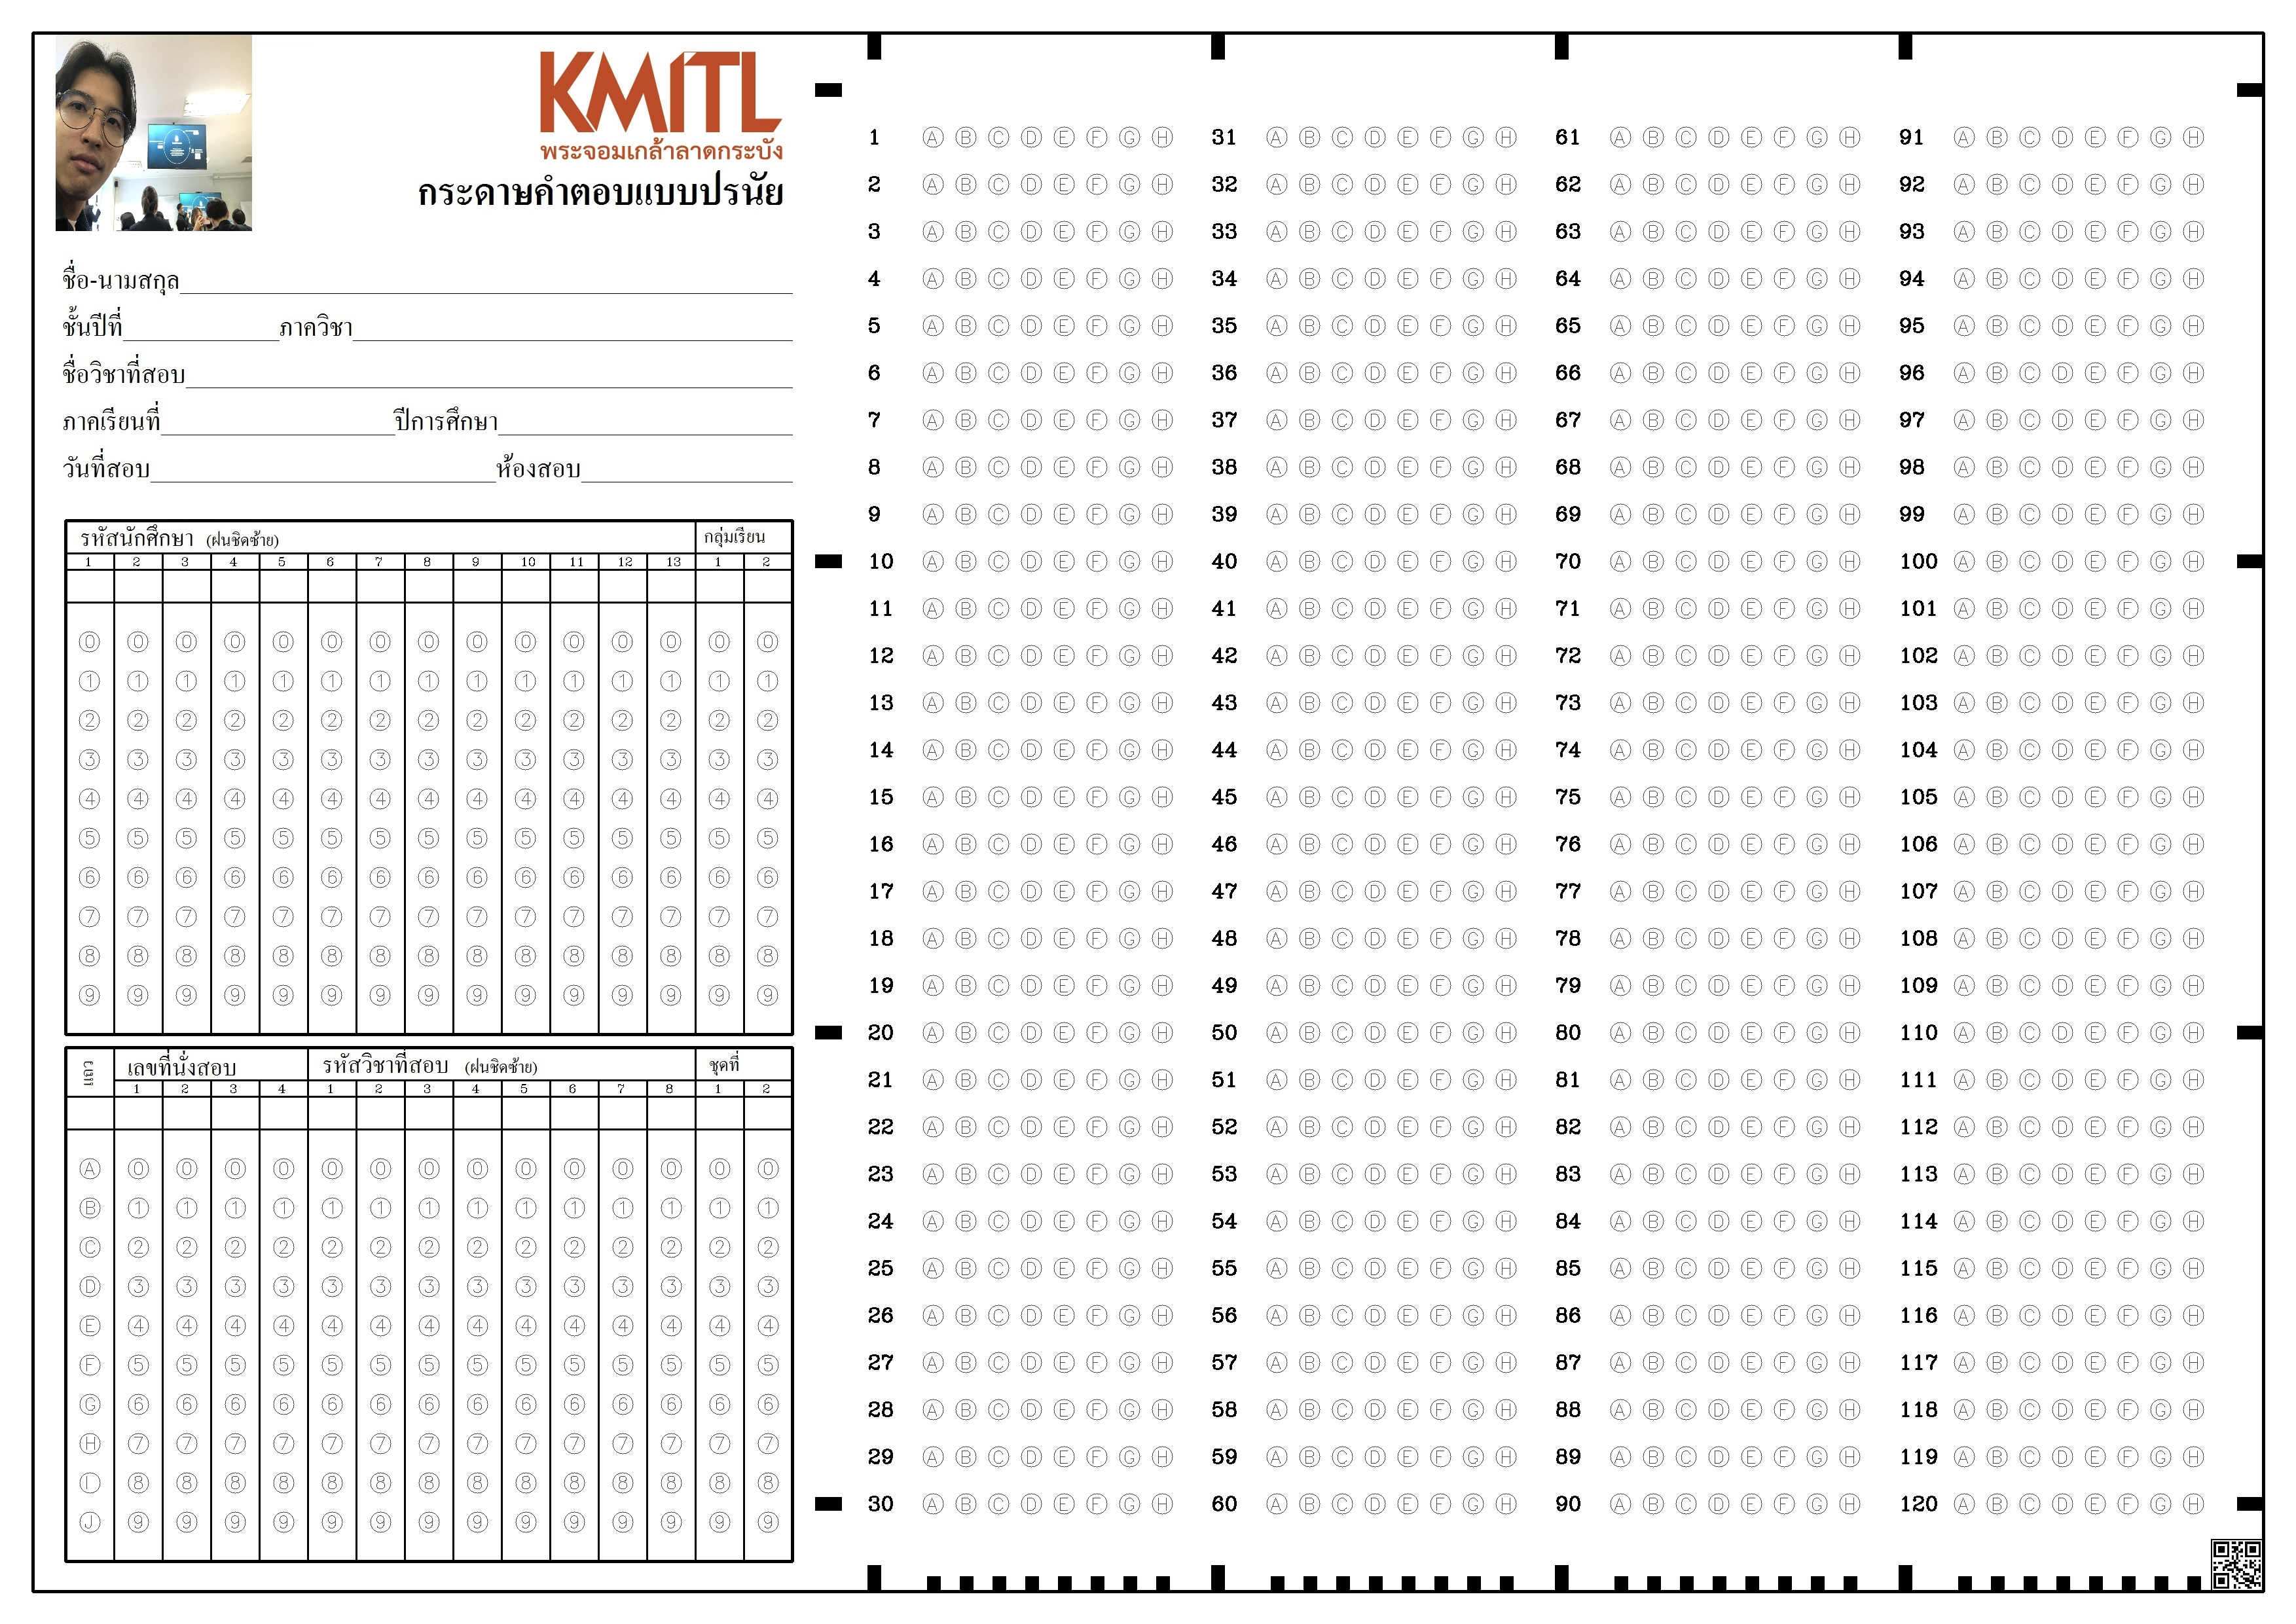 KMITL
พระจอมเกล้าลาดกระบัง
กระดาษคำตอบแบบปรนัย
ชื่อ-นามสกุล
ชั้นปีที่ ภาควิชา
ชื่อวิชาที่สอบ
ภาคเรียนที่ ปีการศึกษา
วันที่สอบ ห้องสอบ
รหัสนักศึกษา (ฝนชิดซ้าย) กลุ่มเรียน
1 2 3 4 5 6 7 8 9 10 11 12 13 1 2
0 0 0 0 0 0 0 0 0 0 0 0 0 0 0
1 1 1 1 1 1 1 1 1 1 1 1 1 1 1
2 2 2 2 2 2 2 2 2 2 2 2 2 2 2
3 3 3 3 3 3 3 3 3 3 3 3 3 3 3
4 4 4 4 4 4 4 4 4 4 4 4 4 4 4
5 5 5 5 5 5 5 5 5 5 5 5 5 5 5
6 6 6 6 6 6 6 6 6 6 6 6 6 6 6
7 7 7 7 7 7 7 7 7 7 7 7 7 7 7
8 8 8 8 8 8 8 8 8 8 8 8 8 8 8
9 9 9 9 9 9 9 9 9 9 9 9 9 9 9
แถว เลขที่นั่งสอบ รหัสวิชาที่สอบ (ฝนชิดซ้าย) ชุดที่
1 2 3 4 1 2 3 4 5 6 7 8 1 2
A 0 0 0 0 0 0 0 0 0 0 0 0 0 0
B 1 1 1 1 1 1 1 1 1 1 1 1 1 1
C 2 2 2 2 2 2 2 2 2 2 2 2 2 2
D 3 3 3 3 3 3 3 3 3 3 3 3 3 3
E 4 4 4 4 4 4 4 4 4 4 4 4 4 4
F 5 5 5 5 5 5 5 5 5 5 5 5 5 5
G 6 6 6 6 6 6 6 6 6 6 6 6 6 6
H 7 7 7 7 7 7 7 7 7 7 7 7 7 7
I 8 8 8 8 8 8 8 8 8 8 8 8 8 8
J 9 9 9 9 9 9 9 9 9 9 9 9 9 9
1 A B C D E F G H 31 A B C D E F G H 61 A B C D E F G H 91 A B C D E F G H
2 A B C D E F G H 32 A B C D E F G H 62 A B C D E F G H 92 A B C D E F G H
3 A B C D E F G H 33 A B C D E F G H 63 A B C D E F G H 93 A B C D E F G H
4 A B C D E F G H 34 A B C D E F G H 64 A B C D E F G H 94 A B C D E F G H
5 A B C D E F G H 35 A B C D E F G H 65 A B C D E F G H 95 A B C D E F G H
6 A B C D E F G H 36 A B C D E F G H 66 A B C D E F G H 96 A B C D E F G H
7 A B C D E F G H 37 A B C D E F G H 67 A B C D E F G H 97 A B C D E F G H
8 A B C D E F G H 38 A B C D E F G H 68 A B C D E F G H 98 A B C D E F G H
9 A B C D E F G H 39 A B C D E F G H 69 A B C D E F G H 99 A B C D E F G H
10 A B C D E F G H 40 A B C D E F G H 70 A B C D E F G H 100 A B C D E F G H
11 A B C D E F G H 41 A B C D E F G H 71 A B C D E F G H 101 A B C D E F G H
12 A B C D E F G H 42 A B C D E F G H 72 A B C D E F G H 102 A B C D E F G H
13 A B C D E F G H 43 A B C D E F G H 73 A B C D E F G H 103 A B C D E F G H
14 A B C D E F G H 44 A B C D E F G H 74 A B C D E F G H 104 A B C D E F G H
15 A B C D E F G H 45 A B C D E F G H 75 A B C D E F G H 105 A B C D E F G H
16 A B C D E F G H 46 A B C D E F G H 76 A B C D E F G H 106 A B C D E F G H
17 A B C D E F G H 47 A B C D E F G H 77 A B C D E F G H 107 A B C D E F G H
18 A B C D E F G H 48 A B C D E F G H 78 A B C D E F G H 108 A B C D E F G H
19 A B C D E F G H 49 A B C D E F G H 79 A B C D E F G H 109 A B C D E F G H
20 A B C D E F G H 50 A B C D E F G H 80 A B C D E F G H 110 A B C D E F G H
21 A B C D E F G H 51 A B C D E F G H 81 A B C D E F G H 111 A B C D E F G H
22 A B C D E F G H 52 A B C D E F G H 82 A B C D E F G H 112 A B C D E F G H
23 A B C D E F G H 53 A B C D E F G H 83 A B C D E F G H 113 A B C D E F G H
24 A B C D E F G H 54 A B C D E F G H 84 A B C D E F G H 114 A B C D E F G H
25 A B C D E F G H 55 A B C D E F G H 85 A B C D E F G H 115 A B C D E F G H
26 A B C D E F G H 56 A B C D E F G H 86 A B C D E F G H 116 A B C D E F G H
27 A B C D E F G H 57 A B C D E F G H 87 A B C D E F G H 117 A B C D E F G H
28 A B C D E F G H 58 A B C D E F G H 88 A B C D E F G H 118 A B C D E F G H
29 A B C D E F G H 59 A B C D E F G H 89 A B C D E F G H 119 A B C D E F G H
30 A B C D E F G H 60 A B C D E F G H 90 A B C D E F G H 120 A B C D E F G H